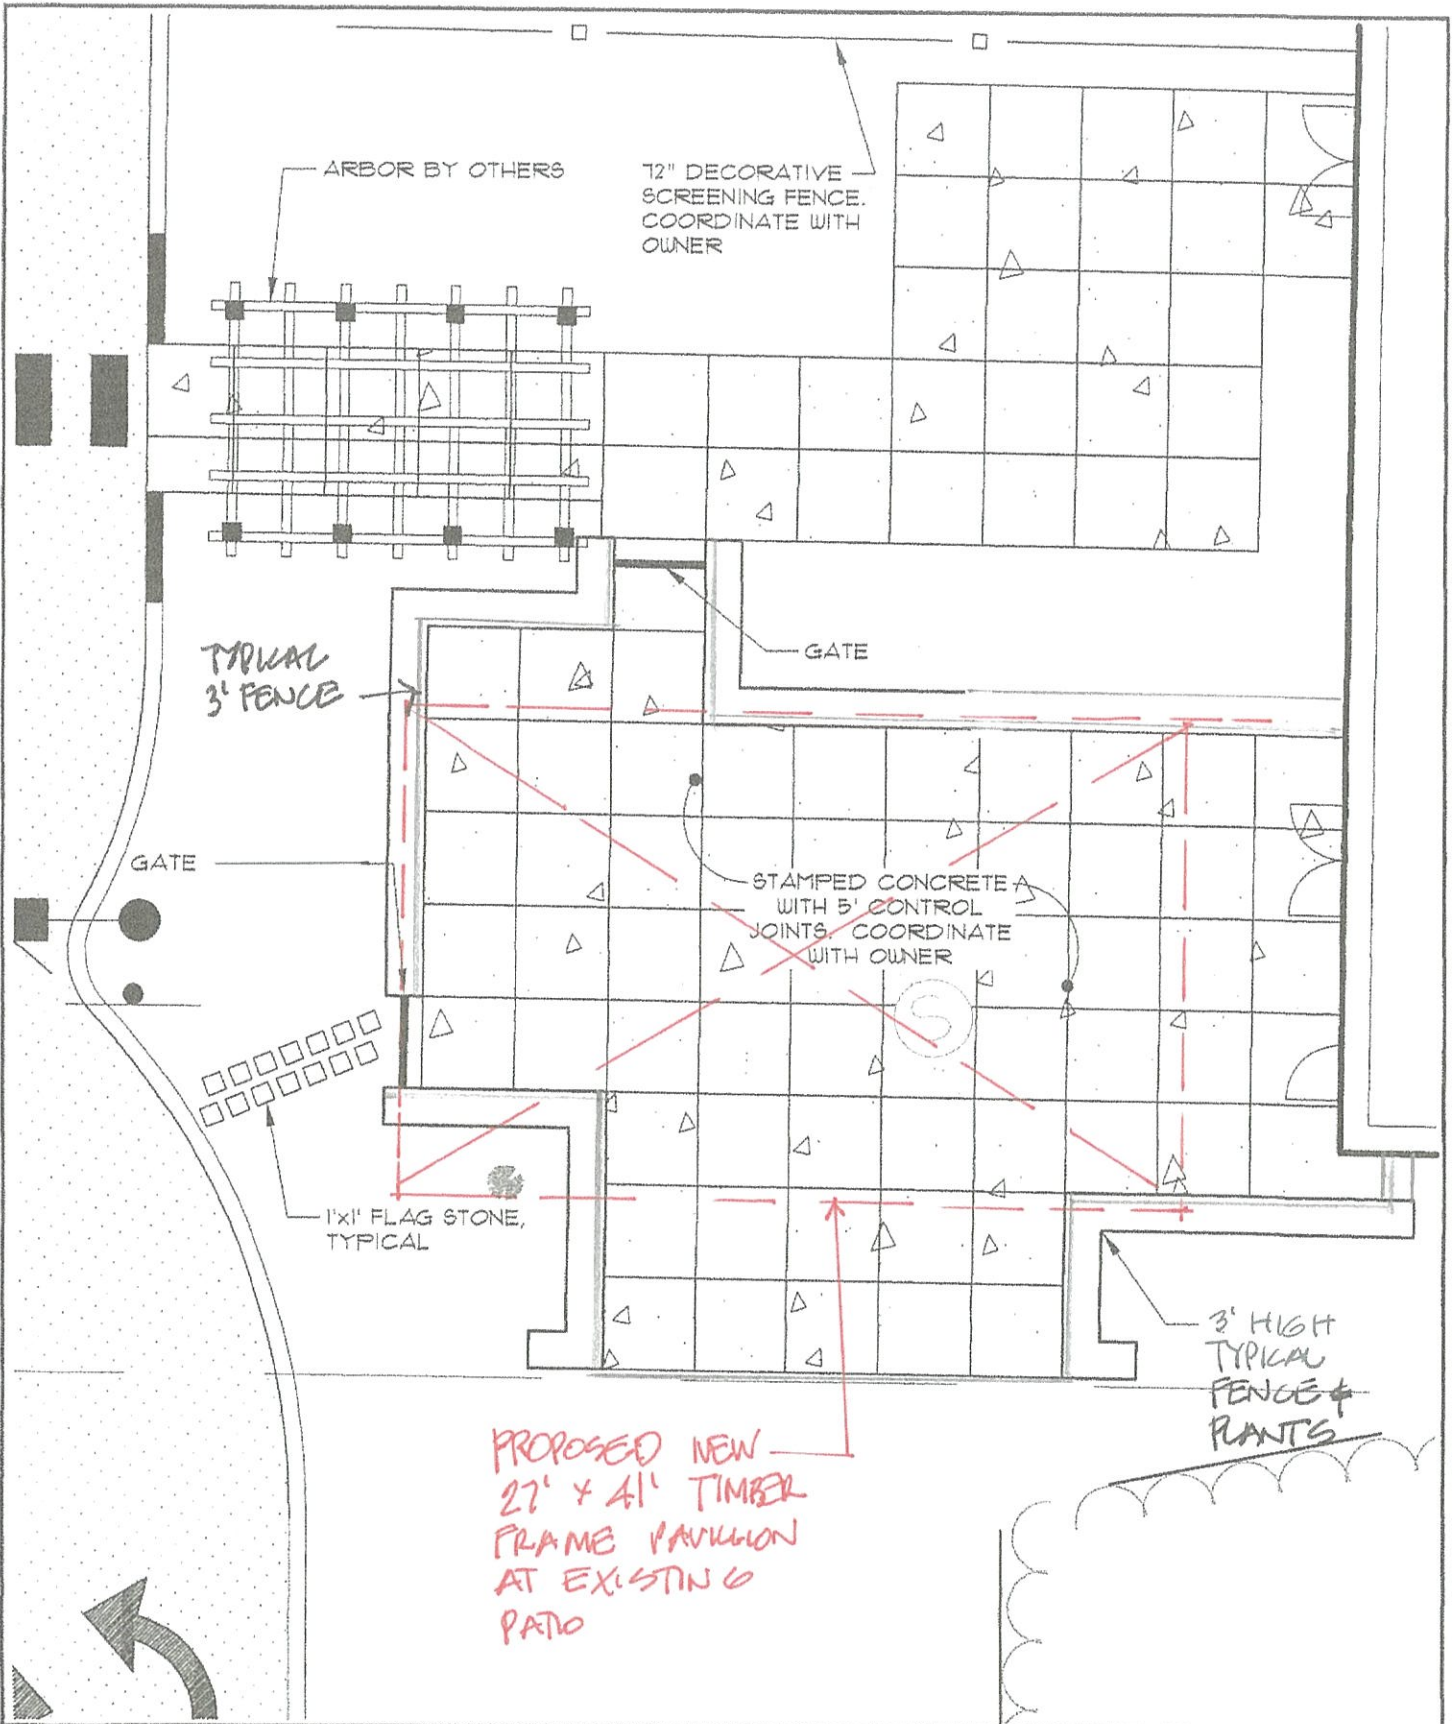 ARBOR BY OTHERS
72" DECORATIVE
SCREENING FENCE.
COORDINATE WITH
OWNER
GATE
TYPICAL
3' FENCE
GATE
STAMPED CONCRETE
WITH 5' CONTROL
JOINTS. COORDINATE
WITH OWNER
S
1'x1' FLAG STONE,
TYPICAL
3' HIGH
TYPICAL
FENCE &
PLANTS
PROPOSED NEW
27' x 41' TIMBER
FRAME PAVILLION
AT EXISTING
PATIO